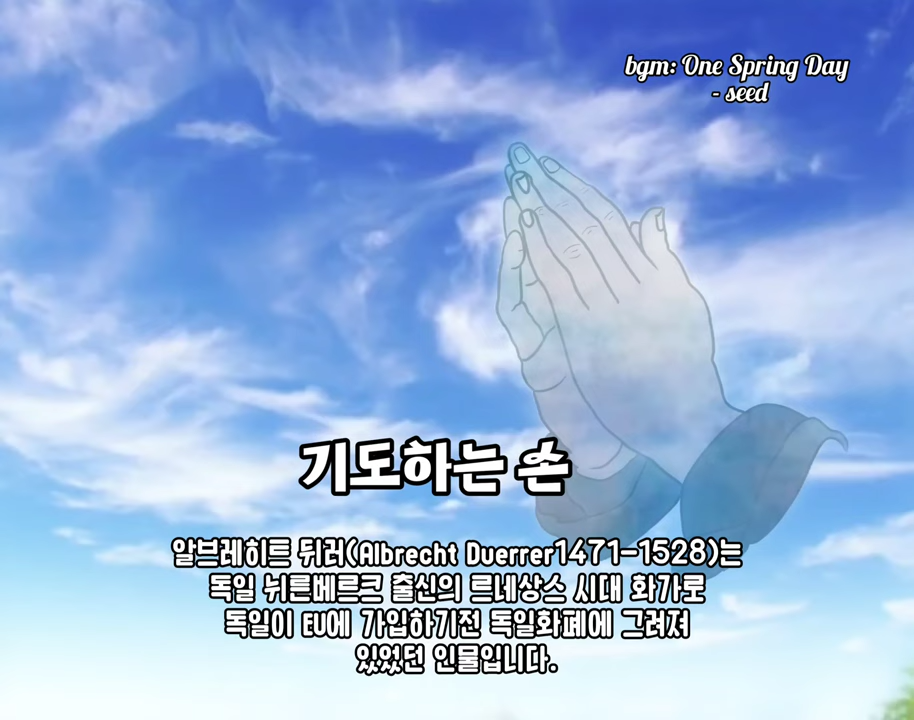 bgm: One Spring Day
- seed
기도하는 손
알브레히트 뒤러(Albrecht Duerrer1471-1528)는
독일 뉘른베르크 출신의 르네상스 시대 화가로
독일이 EU에 가입하기전 독일화폐에 그려져
있었던 인물입니다.